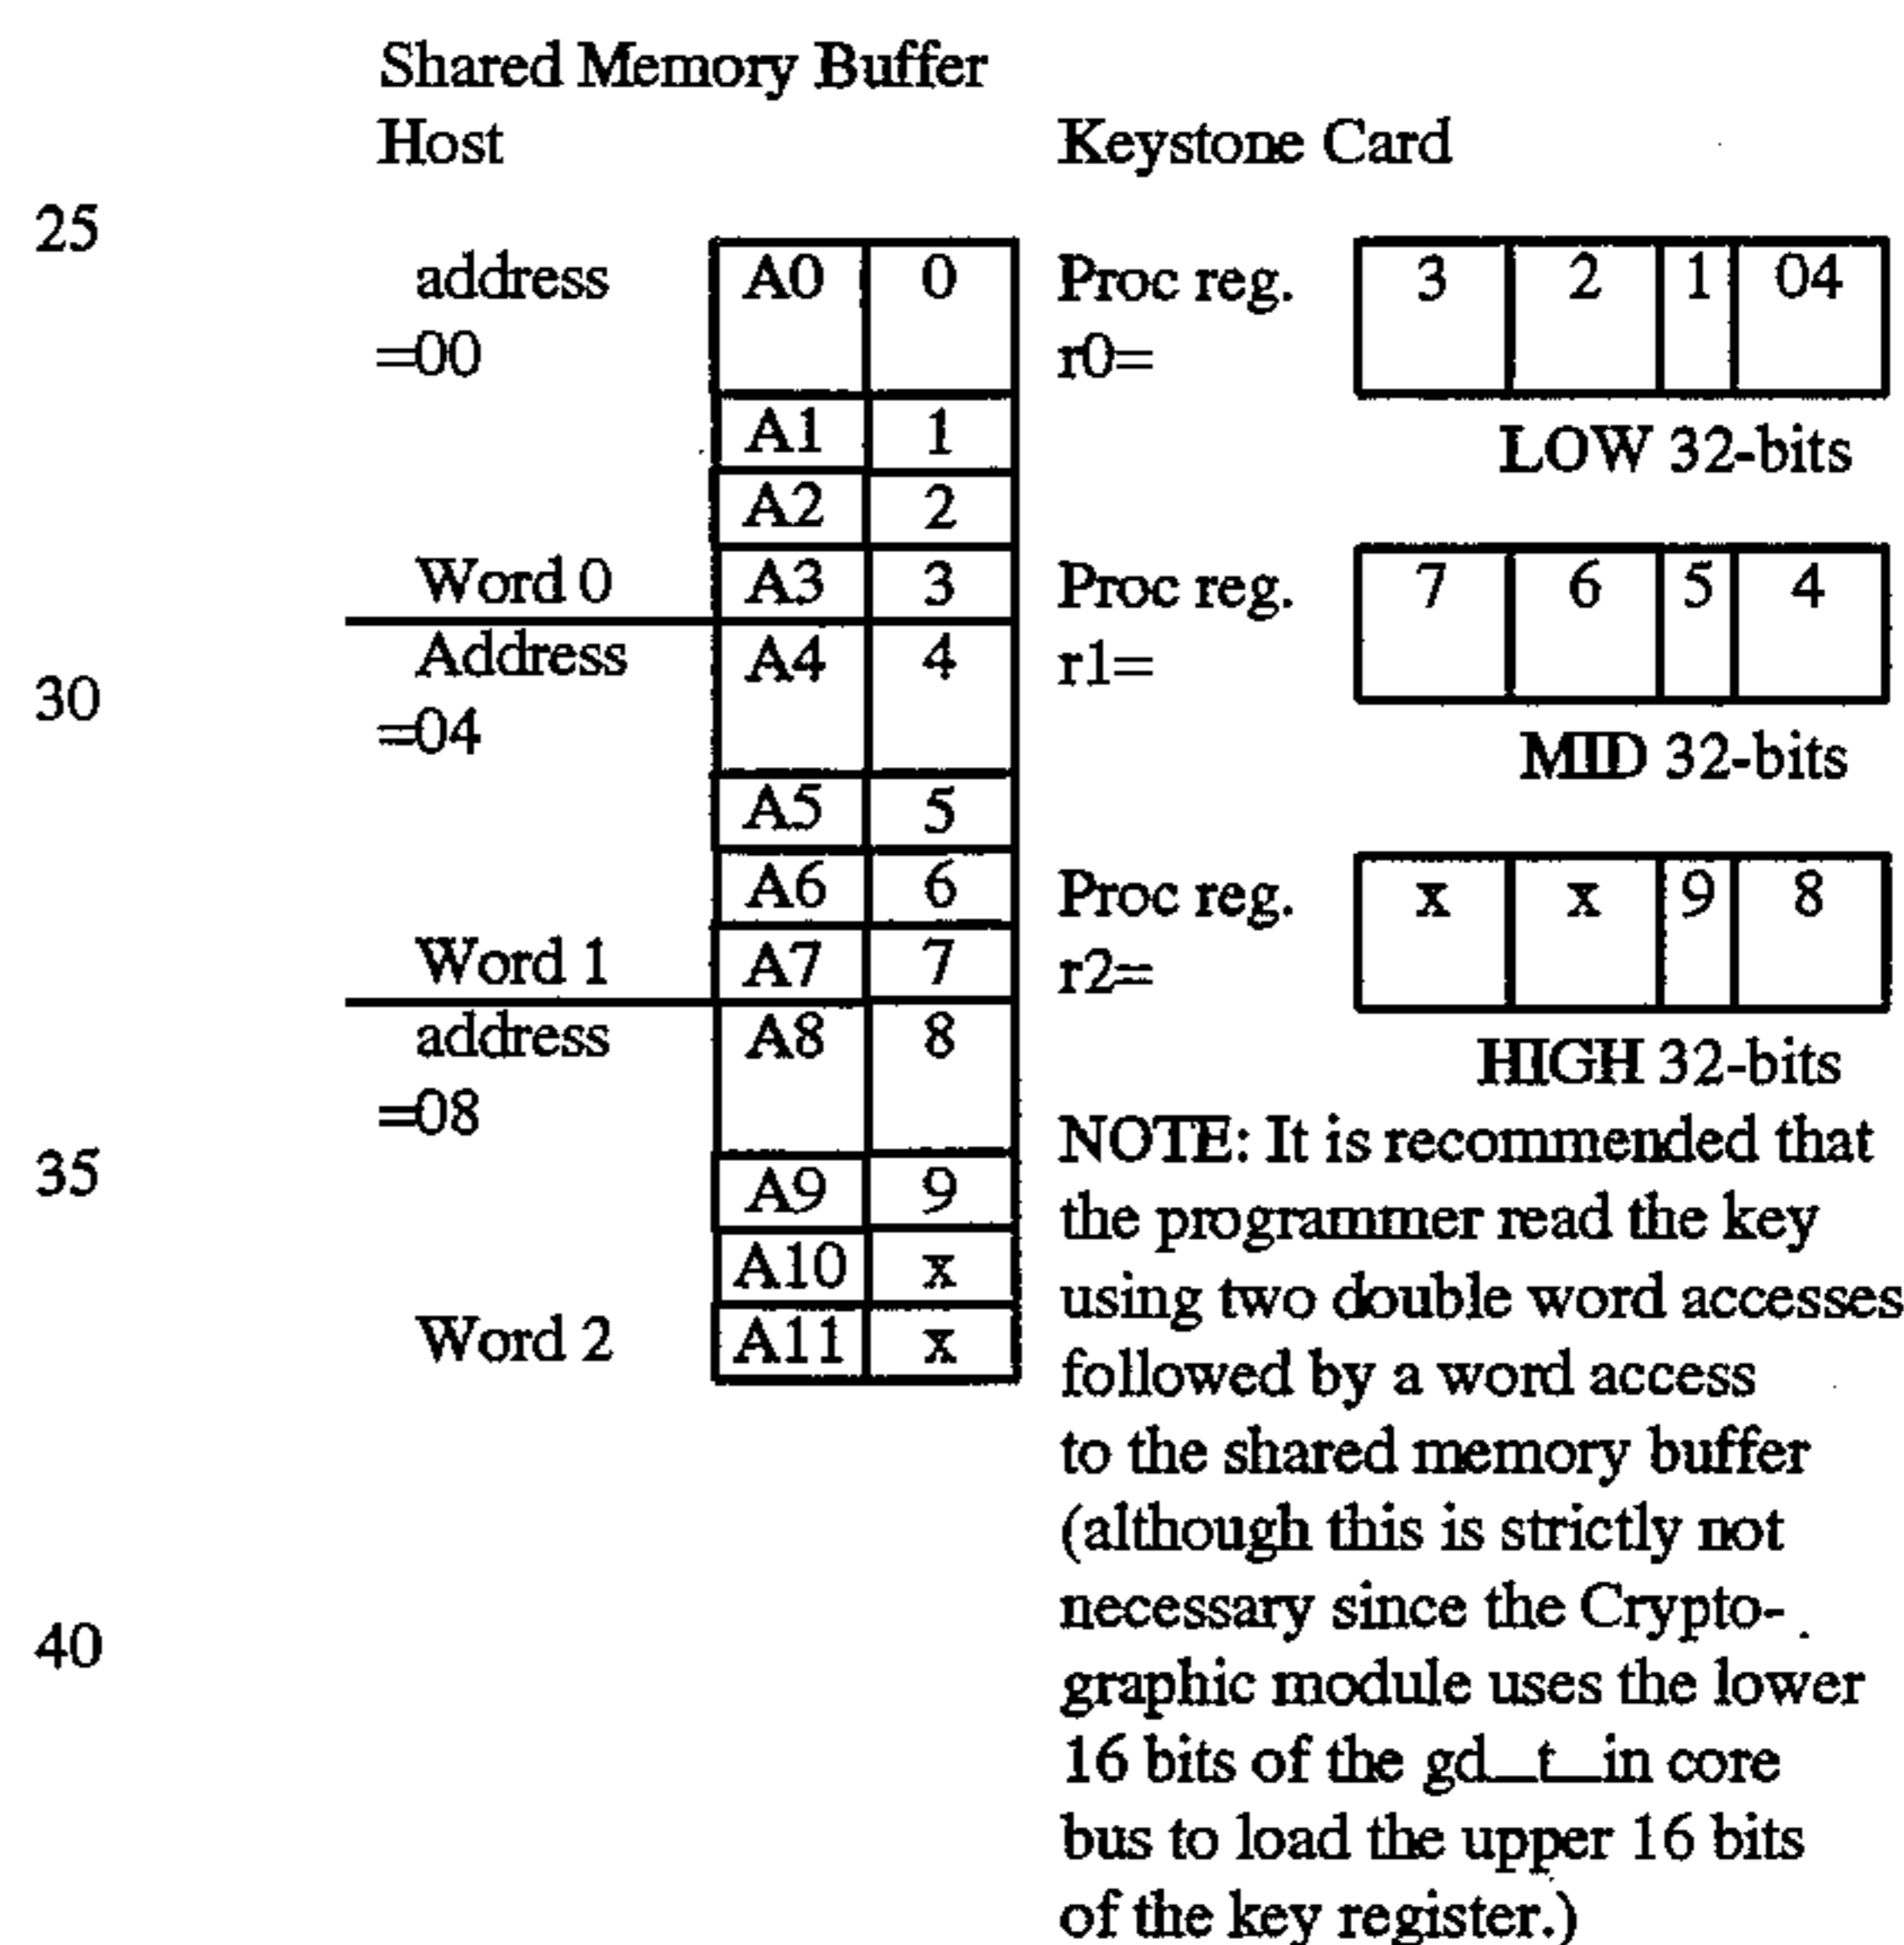 Shared Memory Buffer
Host Keystone Card
25
address A0 0 Proc reg. 3 2 1 04
=00 r0=
A1 1 LOW 32-bits
A2 2
Word 0 A3 3 Proc reg. 7 6 5 4
Address A4 4 r1=
30
=04 MID 32-bits
A5 5
A6 6 Proc reg. x x 9 8
Word 1 A7 7 r2=
address A8 8 HIGH 32-bits
=08 NOTE: It is recommended that
35
A9 9 the programmer read the key
A10 x using two double word accesses
Word 2 A11 x followed by a word access
to the shared memory buffer
(although this is strictly not
necessary since the Crypto-
40
graphic module uses the lower
16 bits of the gd_t_in core
bus to load the upper 16 bits
of the key register.)